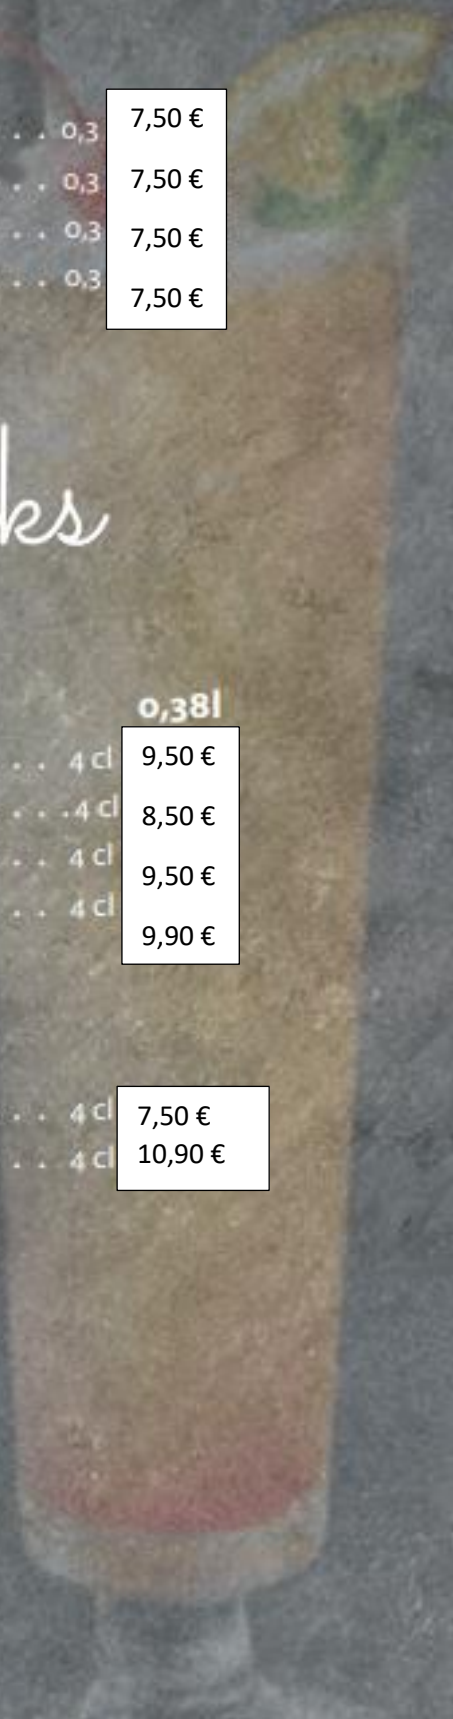 . . 0,3 7,50 €
. . 0,3 7,50 €
. . 0,3 7,50 €
. . 0,3 7,50 €
ks
0,38l
. . 4 cl 9,50 €
. . . 4 cl 8,50 €
. . 4 cl 9,50 €
. . 4 cl 9,90 €
. . 4 cl 7,50 €
. . 4 cl 10,90 €